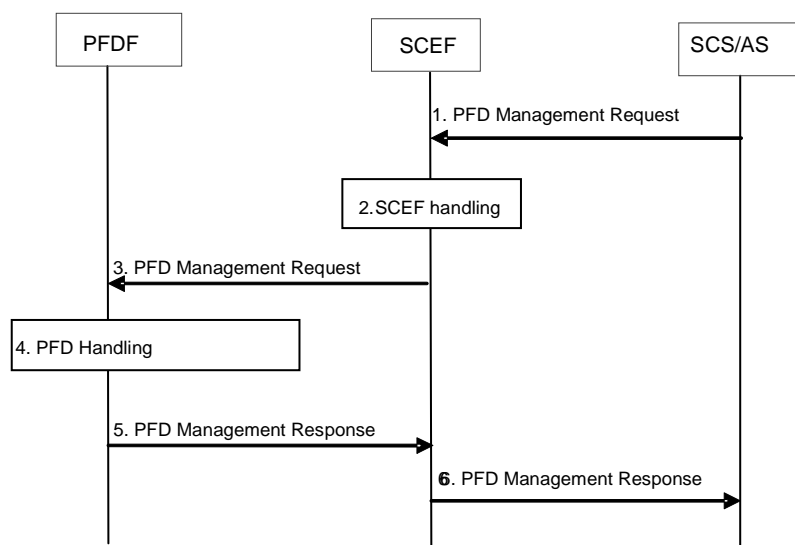 PFDF
SCEF
SCS/AS
1. PFD Management Request
2.SCEF handling
3. PFD Management Request
4. PFD Handling
5. PFD Management Response
6. PFD Management Response